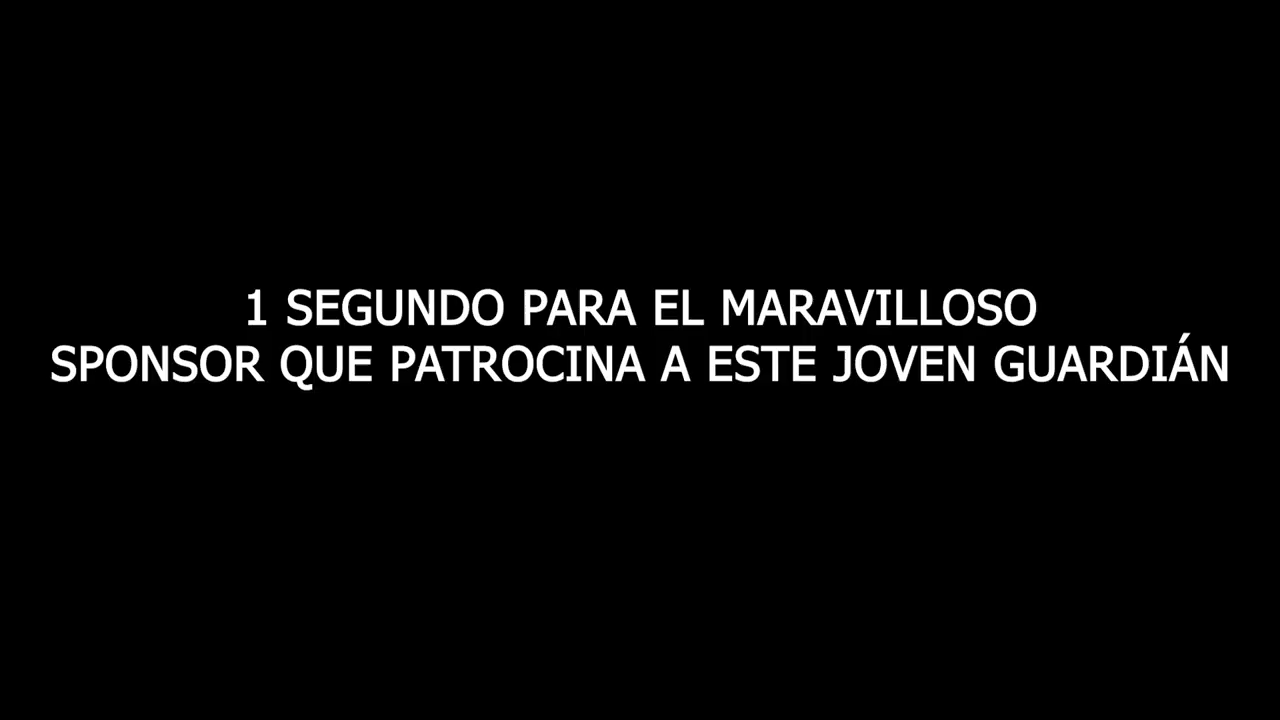 1 SEGUNDO PARA EL MARAVILLOSO
SPONSOR QUE PATROCINA A ESTE JOVEN GUARDIÁN